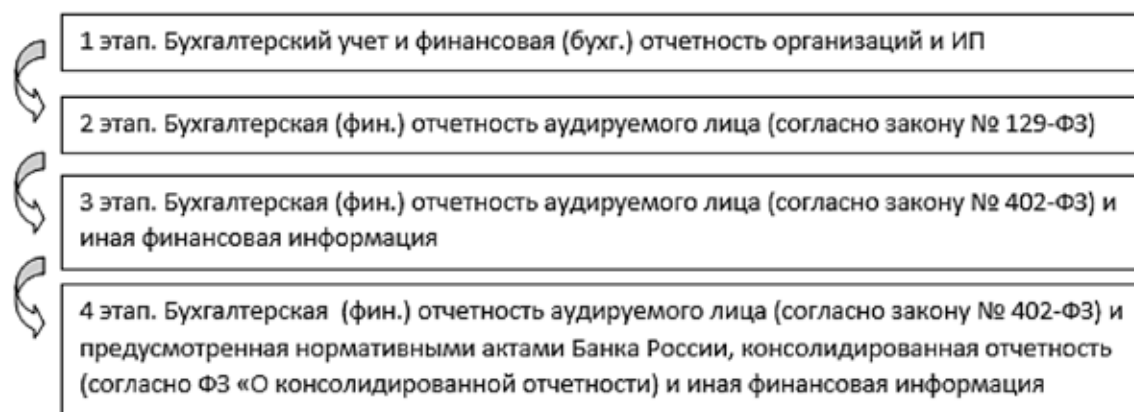 1 этап. Бухгалтерский учет и финансовая (бухг.) отчетность организаций и ИП
2 этап. Бухгалтерская (фин.) отчетность аудируемого лица (согласно закону № 129-ФЗ)
3 этап. Бухгалтерская (фин.) отчетность аудируемого лица (согласно закону № 402-ФЗ) и
иная финансовая информация
4 этап. Бухгалтерская (фин.) отчетность аудируемого лица (согласно закону № 402-ФЗ) и
предусмотренная нормативными актами Банка России, консолидированная отчетность
(согласно ФЗ «О консолидированной отчетности) и иная финансовая информация